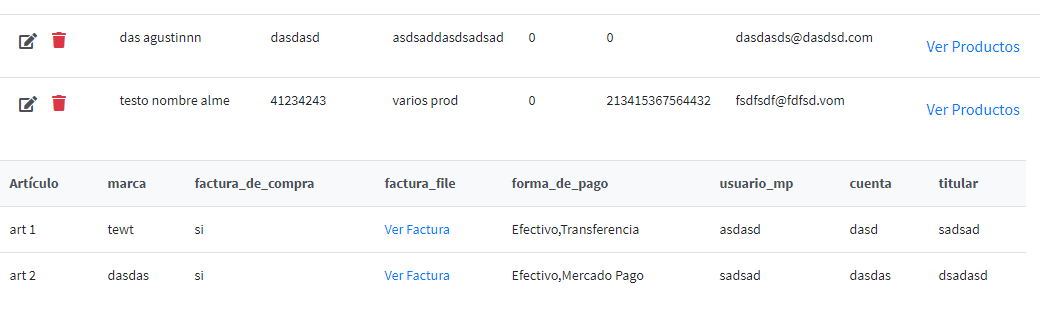 das agustinnn dasdasd asdsaddasdsadsad 0 0 dasdasds@dasdsd.com Ver Productos
testo nombre alme 41234243 varios prod 0 213415367564432 fsdfsdf@fdfsd.vom Ver Productos
Artículo marca factura_de_compra factura_file forma_de_pago usuario_mp cuenta titular
art 1 tewt si Ver Factura Efectivo,Transferencia asdasd dasd sadsad
art 2 dasdas si Ver Factura Efectivo,Mercado Pago sadsad dasdas dsadasd